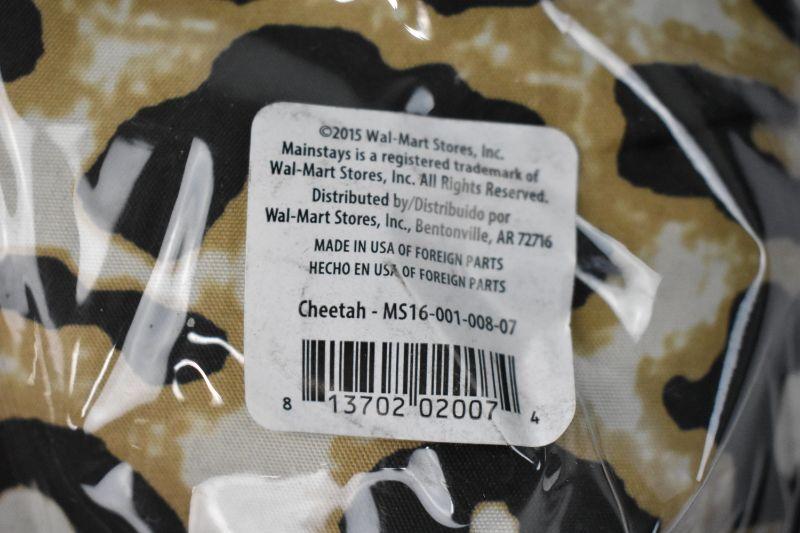 ©2015 Wal-Mart Stores, Inc.
Mainstays is a registered trademark of
Wal-Mart Stores, Inc. All Rights Reserved.
Distributed by/Distribuido por
Wal-Mart Stores, Inc., Bentonville, AR 72716
MADE IN USA OF FOREIGN PARTS
HECHO EN USA OF FOREIGN PARTS
Cheetah - MS16-001-008-07
8 13702 02007 4